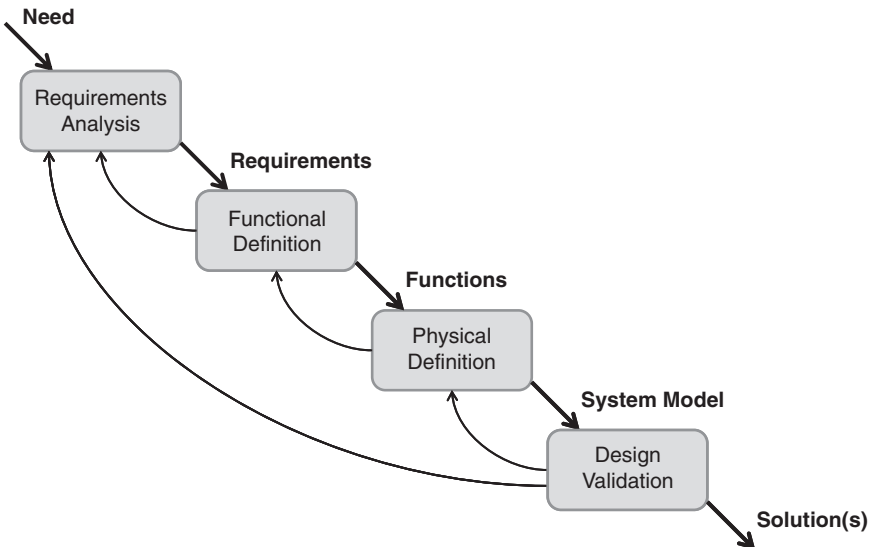 Need
Requirements
Analysis
Requirements
Functional
Definition
Functions
Physical
Definition
System Model
Design
Validation
Solution(s)